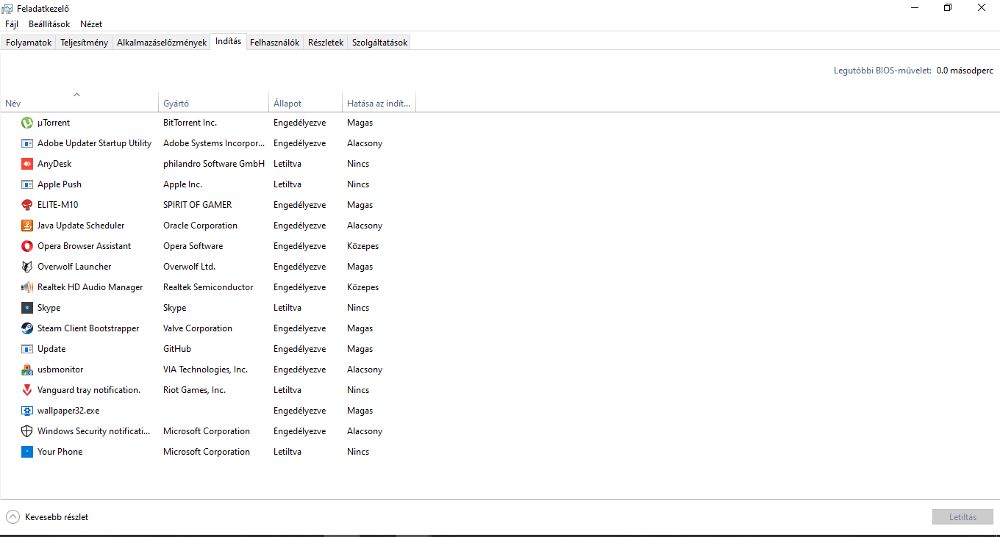 Feladatkezelő
Fájl Beállítások Nézet
Folyamatok Teljesítmény Alkalmazáselőzmények Indítás Felhasználók Részletek Szolgáltatások
Legutóbbi BIOS-művelet: 0.0 másodperc
Név Gyártó Állapot Hatása az indít...
µTorrent BitTorrent Inc. Engedélyezve Magas
Adobe Updater Startup Utility Adobe Systems Incorpor... Engedélyezve Alacsony
AnyDesk philandro Software GmbH Letiltva Nincs
Apple Push Apple Inc. Letiltva Nincs
ELITE-M10 SPIRIT OF GAMER Engedélyezve Magas
Java Update Scheduler Oracle Corporation Engedélyezve Alacsony
Opera Browser Assistant Opera Software Engedélyezve Közepes
Overwolf Launcher Overwolf Ltd. Engedélyezve Magas
Realtek HD Audio Manager Realtek Semiconductor Engedélyezve Közepes
Skype Skype Letiltva Nincs
Steam Client Bootstrapper Valve Corporation Engedélyezve Magas
Update GitHub Engedélyezve Magas
usbmonitor VIA Technologies, Inc. Engedélyezve Alacsony
Vanguard tray notification. Riot Games, Inc. Letiltva Nincs
wallpaper32.exe Engedélyezve Magas
Windows Security notificati... Microsoft Corporation Engedélyezve Alacsony
Your Phone Microsoft Corporation Letiltva Nincs
Kevesebb részlet Letiltás